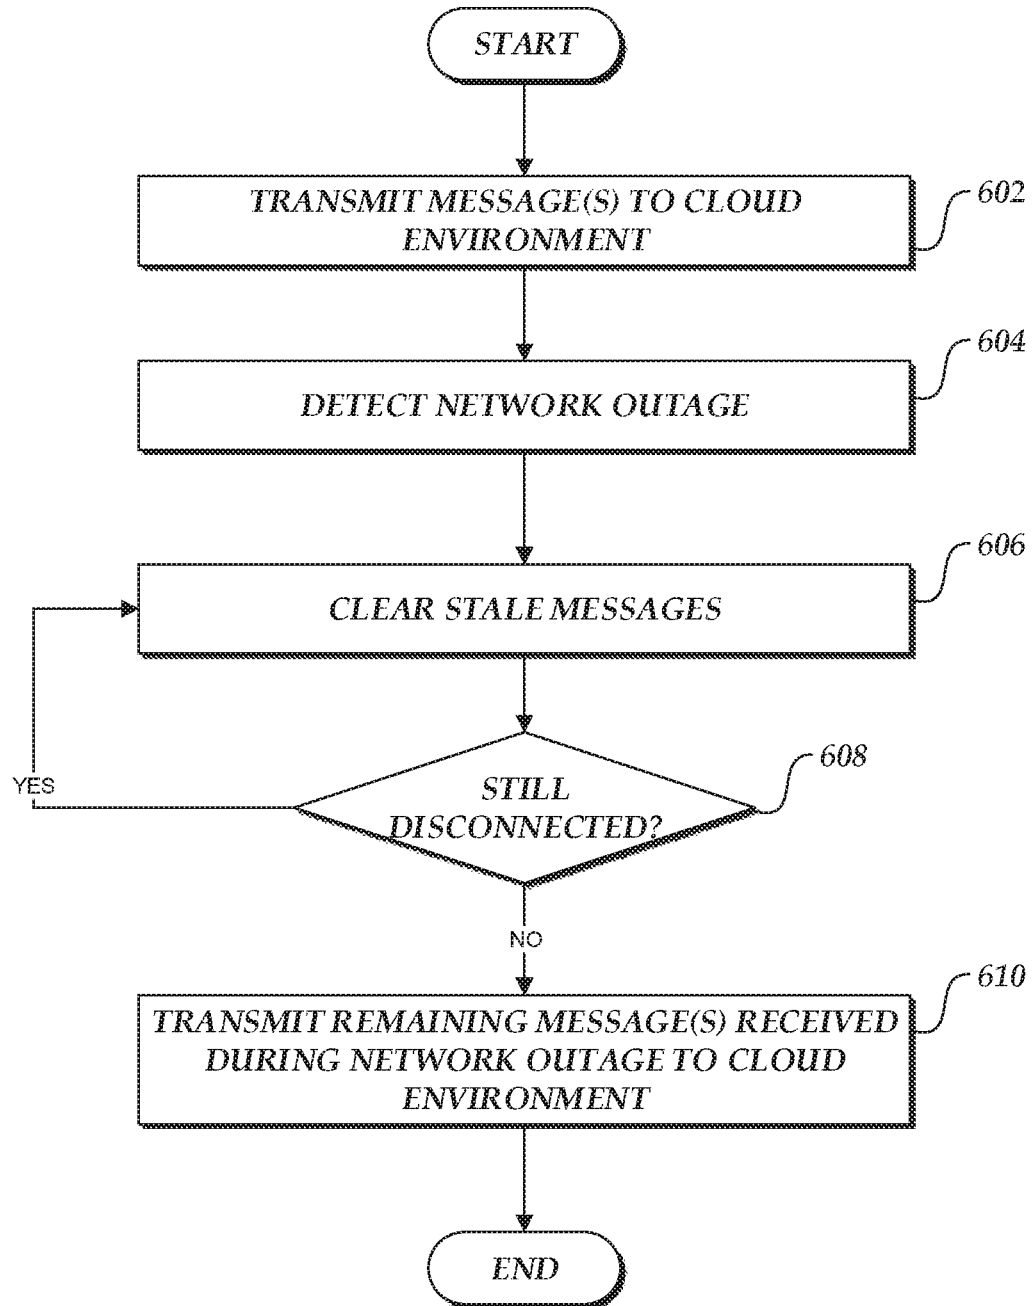 START
TRANSMIT MESSAGE(S) TO CLOUD
ENVIRONMENT
602
DETECT NETWORK OUTAGE
604
CLEAR STALE MESSAGES
606
STILL
DISCONNECTED?
608
YES
NO
TRANSMIT REMAINING MESSAGE(S) RECEIVED
DURING NETWORK OUTAGE TO CLOUD
ENVIRONMENT
610
END